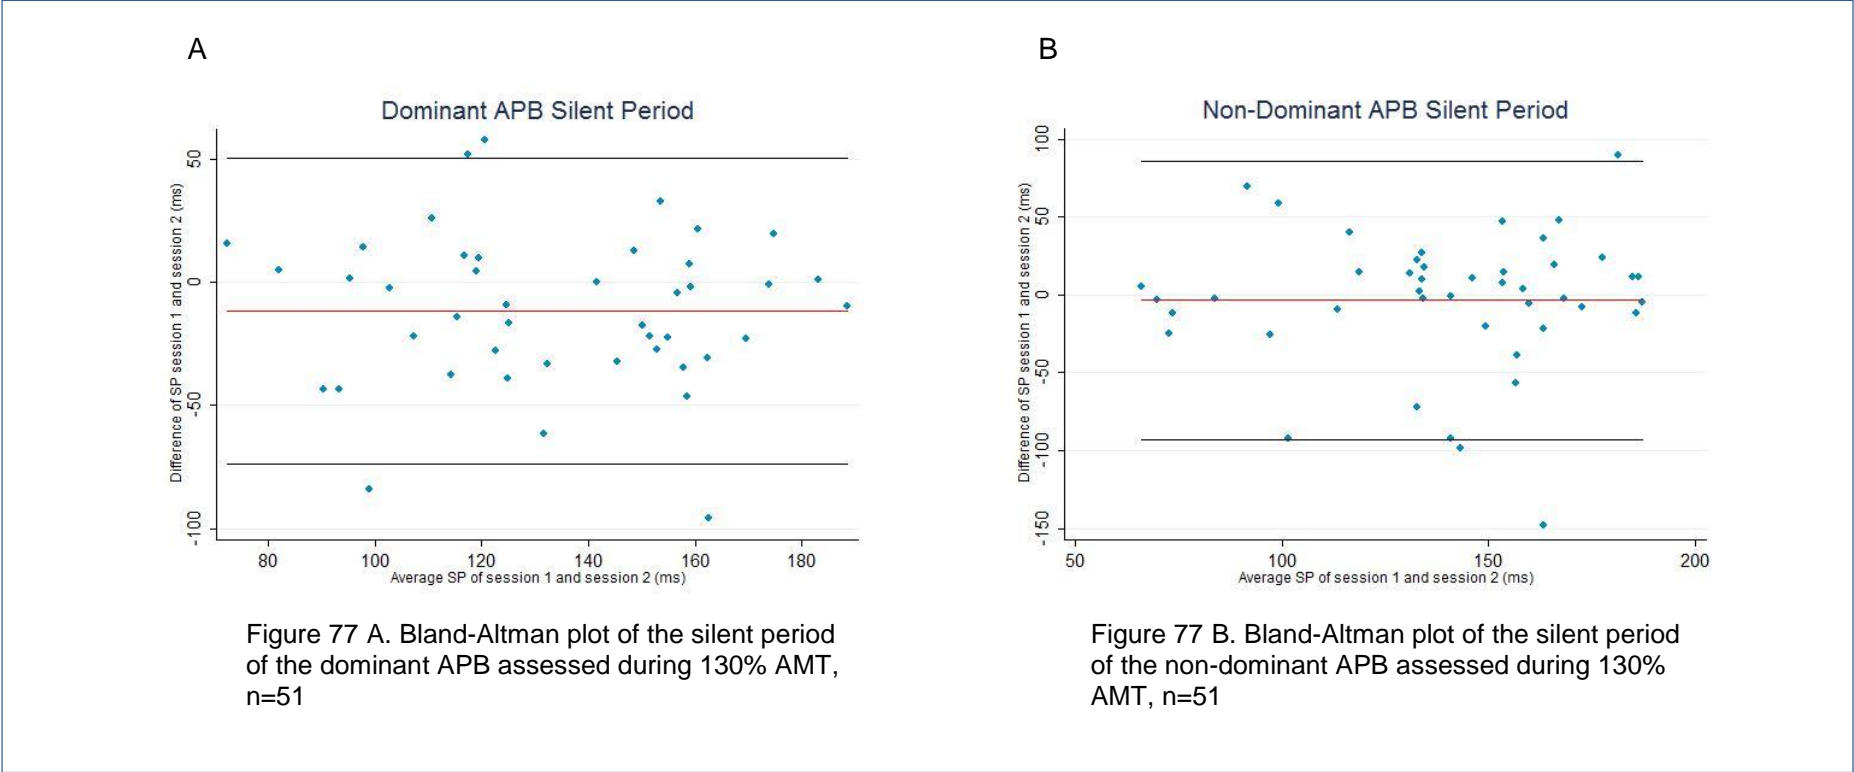 A
Dominant APB Silent Period
Difference of SP session 1 and session 2 (ms)
50
0
-50
-100
80 100 120 140 160 180
Average SP of session 1 and session 2 (ms)
Figure 77 A. Bland-Altman plot of the silent period
of the dominant APB assessed during 130% AMT,
n=51
B
Non-Dominant APB Silent Period
Difference of SP session 1 and session 2 (ms)
100
50
0
-50
-100
-150
50 100 150 200
Average SP of session 1 and session 2 (ms)
Figure 77 B. Bland-Altman plot of the silent period
of the non-dominant APB assessed during 130%
AMT, n=51